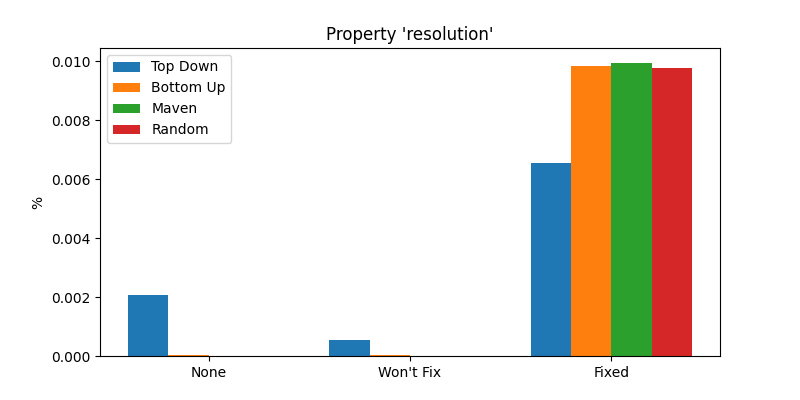 Property 'resolution'
Top Down
Bottom Up
Maven
Random
%
0.010
0.008
0.006
0.004
0.002
0.000
None
Won't Fix
Fixed